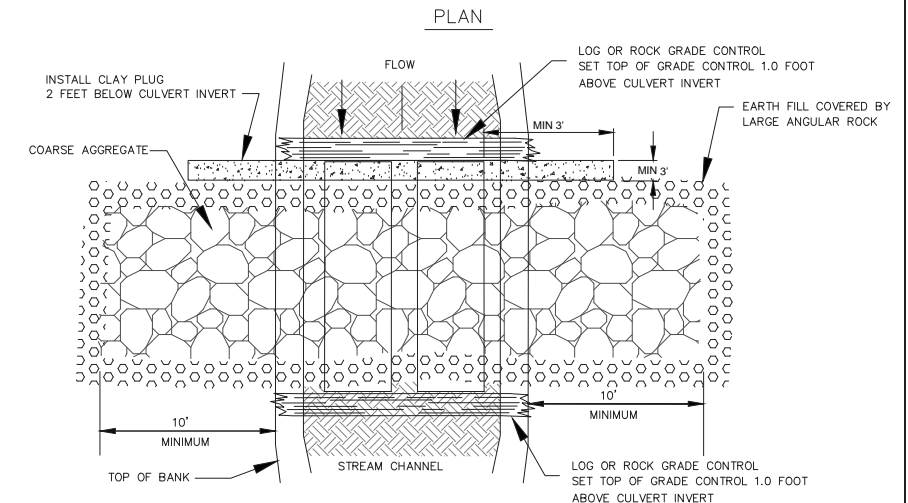 PLAN
LOG OR ROCK GRADE CONTROL
SET TOP OF GRADE CONTROL 1.0 FOOT
ABOVE CULVERT INVERT
FLOW
INSTALL CLAY PLUG
2 FEET BELOW CULVERT INVERT
EARTH FILL COVERED BY
LARGE ANGULAR ROCK
MIN 3'
COARSE AGGREGATE
MIN 3'
10'
MINIMUM
10'
MINIMUM
TOP OF BANK
STREAM CHANNEL
LOG OR ROCK GRADE CONTROL
SET TOP OF GRADE CONTROL 1.0 FOOT
ABOVE CULVERT INVERT